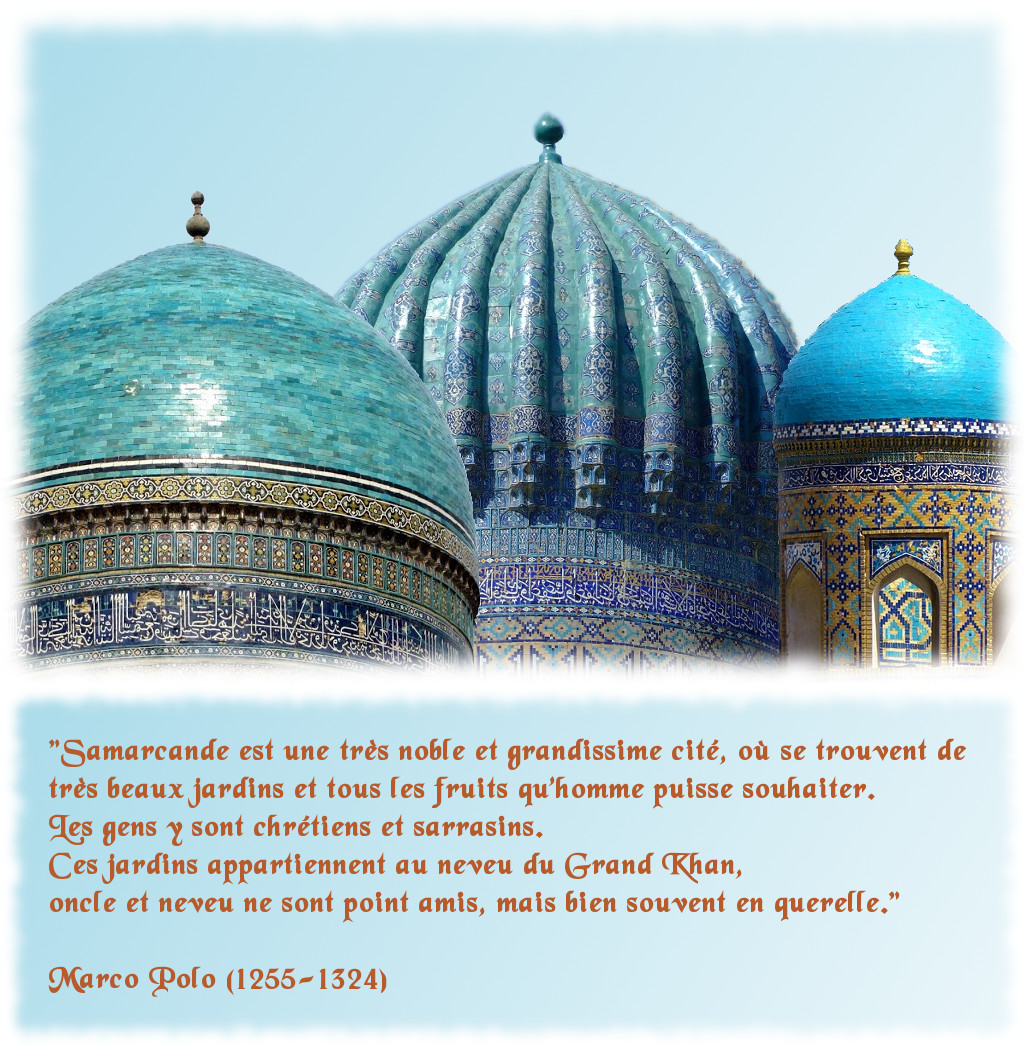 "Samarcande est une très noble et grandissime cité, où se trouvent de
très beaux jardins et tous les fruits qu'homme puisse souhaiter.
Les gens y sont chrétiens et sarrasins.
Ces jardins appartiennent au neveu du Grand Khan,
oncle et neveu ne sont point amis, mais bien souvent en querelle."
Marco Polo (1255-1324)